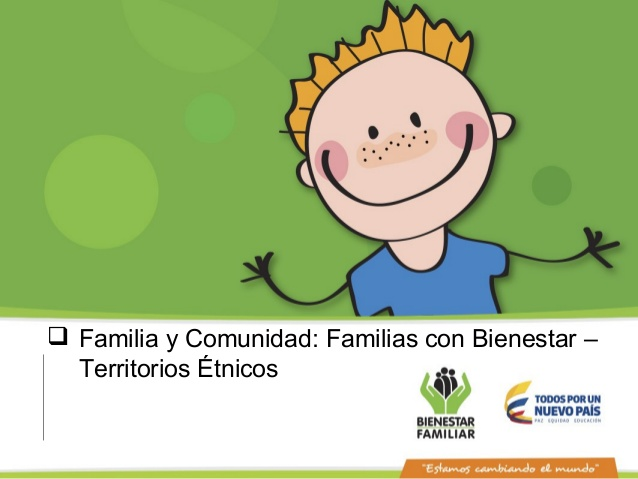 Familia y Comunidad: Familias con Bienestar –
Territorios Étnicos
BIENESTAR
FAMILIAR
TODOS POR UN
NUEVO PAÍS
PAZ EQUIDAD EDUCACIÓN
"Estamos cambiando el mundo"